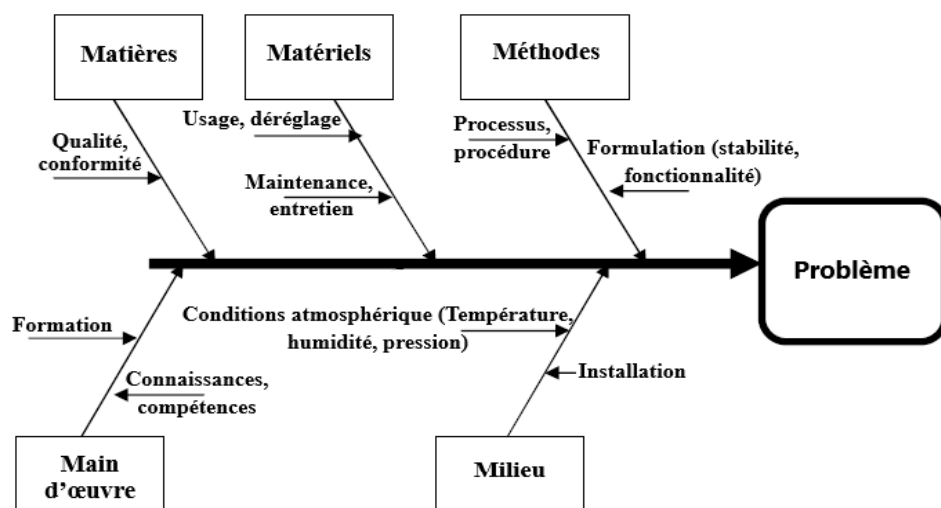 Matières
Matériels
Méthodes
Usage, déréglage
Processus,
procédure
Qualité,
conformité
Formulation (stabilité,
fonctionnalité)
Maintenance,
entretien
Problème
Conditions atmosphérique (Température,
humidité, pression)
Formation
Installation
Connaissances,
compétences
Main
d’œuvre
Milieu